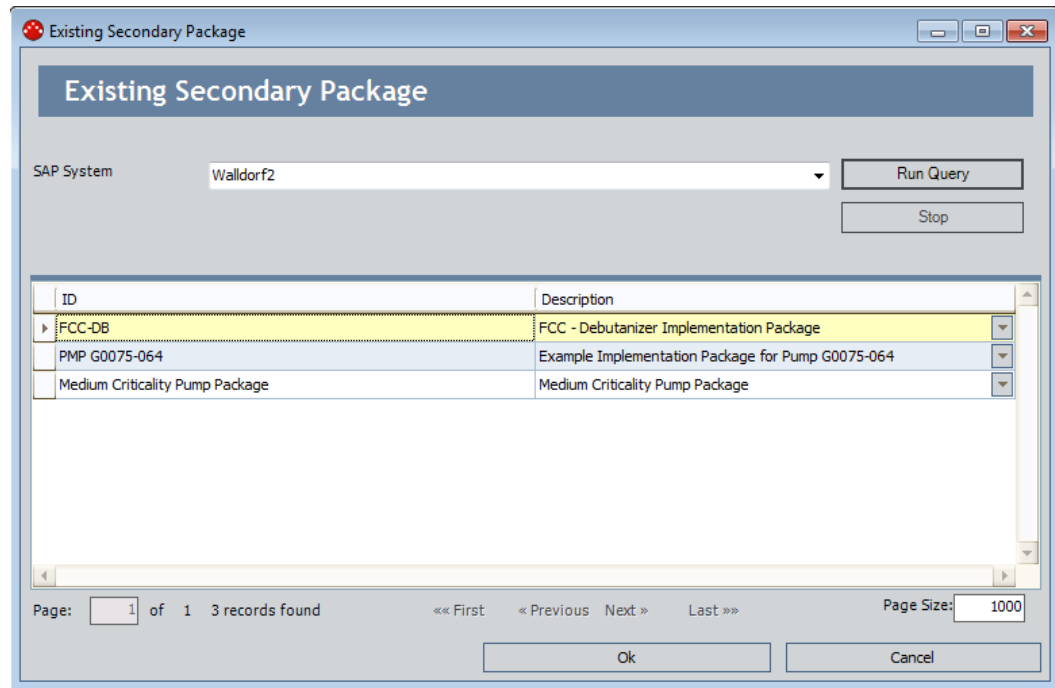 Existing Secondary Package
Existing Secondary Package
SAP System Walldorf2 Run Query
Stop
ID Description
FCC-DB FCC - Debutanizer Implementation Package
PMP G0075-064 Example Implementation Package for Pump G0075-064
Medium Criticality Pump Package Medium Criticality Pump Package
Page: 1 of 1 3 records found «« First « Previous Next » Last »» Page Size: 1000
Ok Cancel